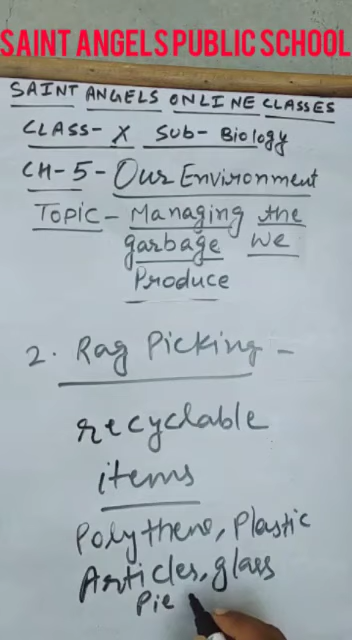 SAINT ANGELS PUBLIC SCHOOL
SAINT ANGELS ONLINE CLASSES
CLASS- X SUB- Biology
CH-5- Our Environment
Topic- Managing the
garbage We
Produce
2. Rag Picking -
recyclable
items
Polythene, Plastic
Articles, glass
Pie